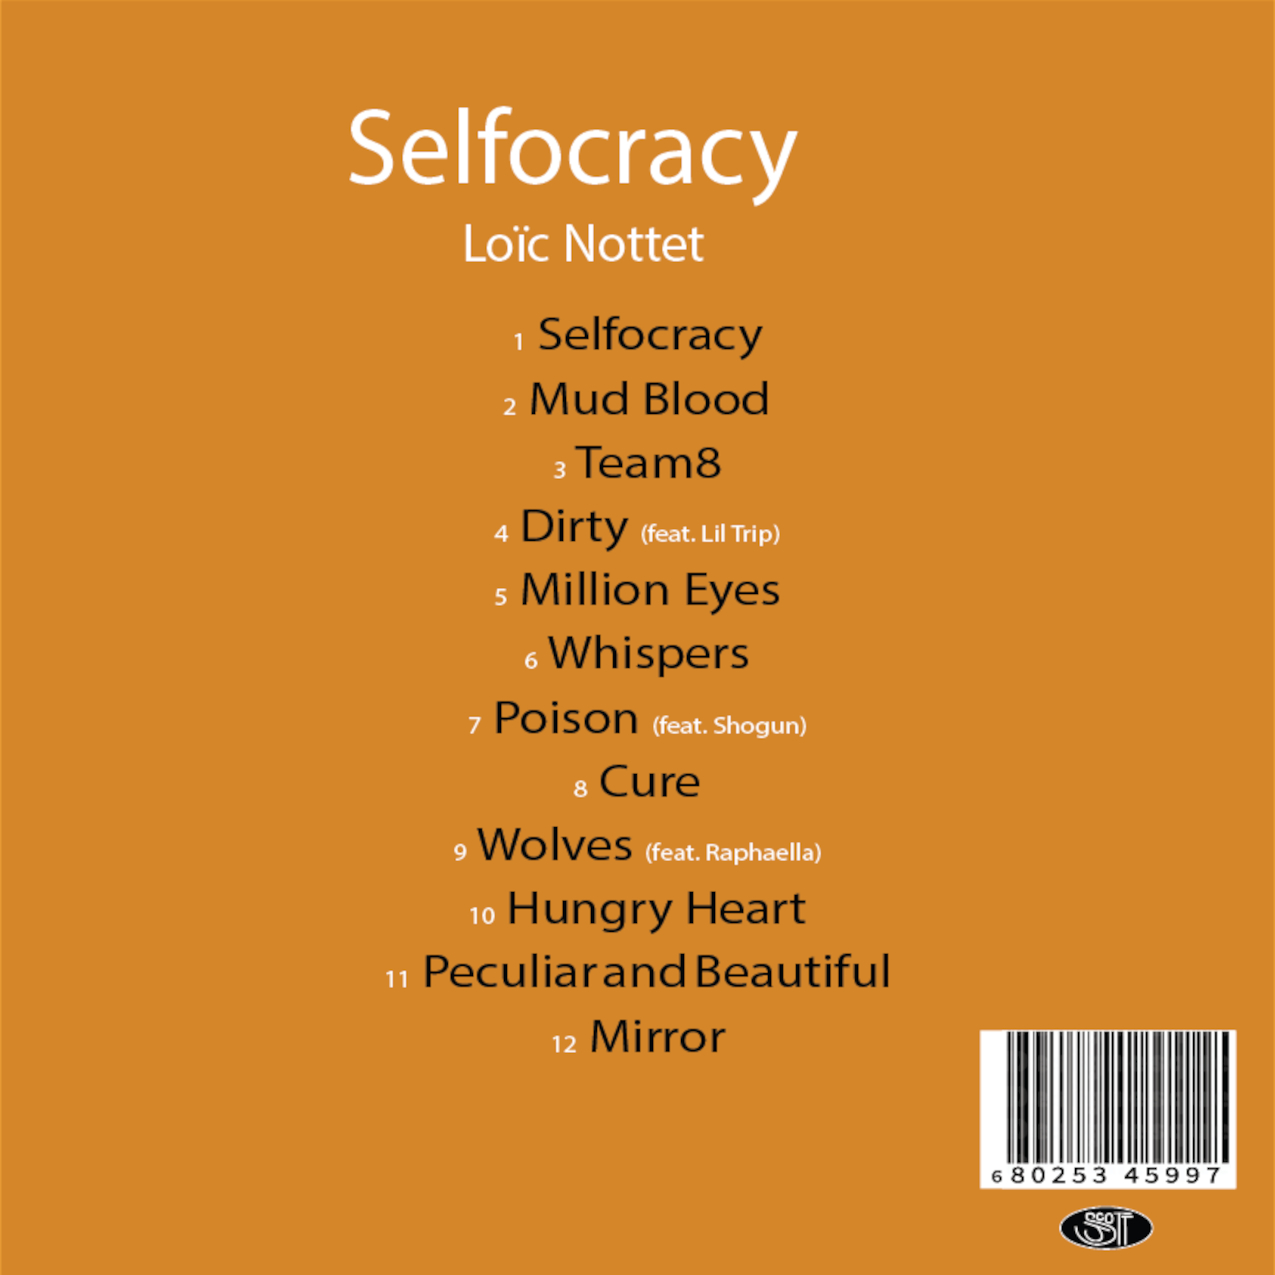 Selfocracy
Loïc Nottet
1 Selfocracy
2 Mud Blood
3 Team8
4 Dirty (feat. Lil Trip)
5 Million Eyes
6 Whispers
7 Poison (feat. Shogun)
8 Cure
9 Wolves (feat. Raphaella)
10 Hungry Heart
11 Peculiar and Beautiful
12 Mirror
6 80253 45997
SCOTT